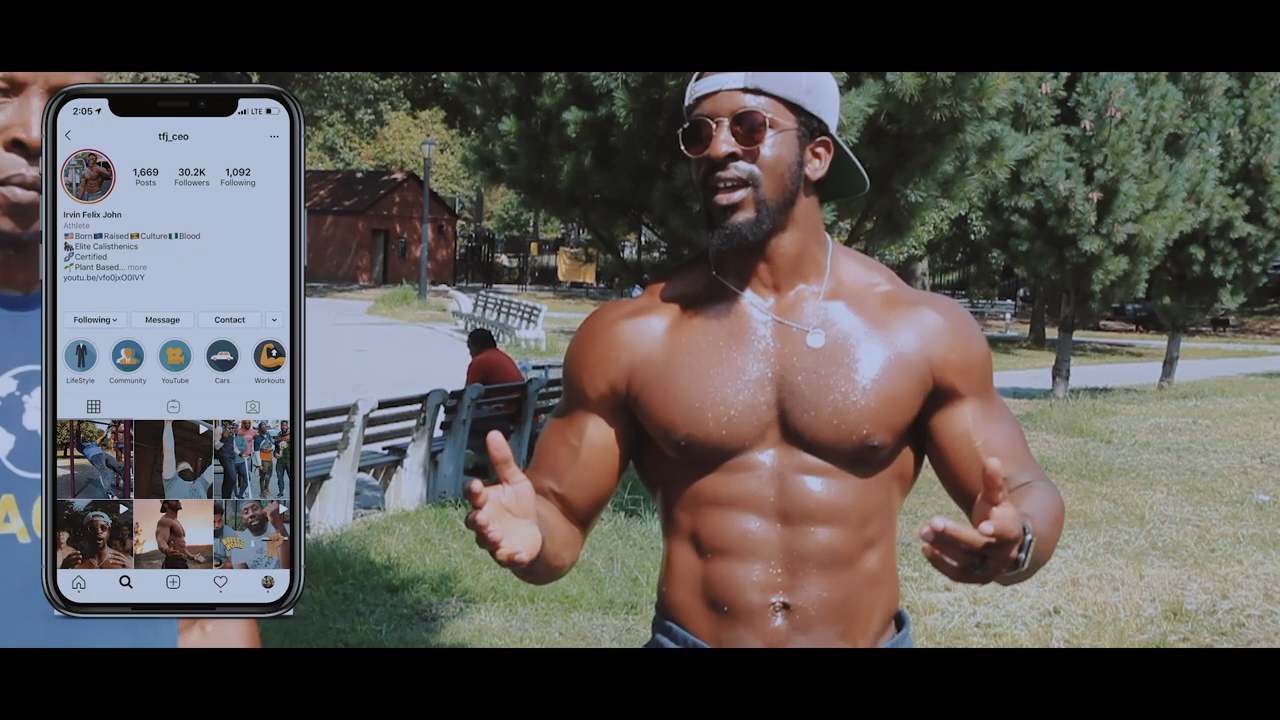 2:05
LTE
tfj_ceo
1,669 30.2K 1,092
Posts Followers Following
Irvin Felix John
Athlete
Born Raised Culture Blood
Elite Calisthenics
Certified
Plant Based... more
youtu.be/vfo0jxO0IVY
Following Message Contact
LifeStyle Community YouTube Cars Workouts